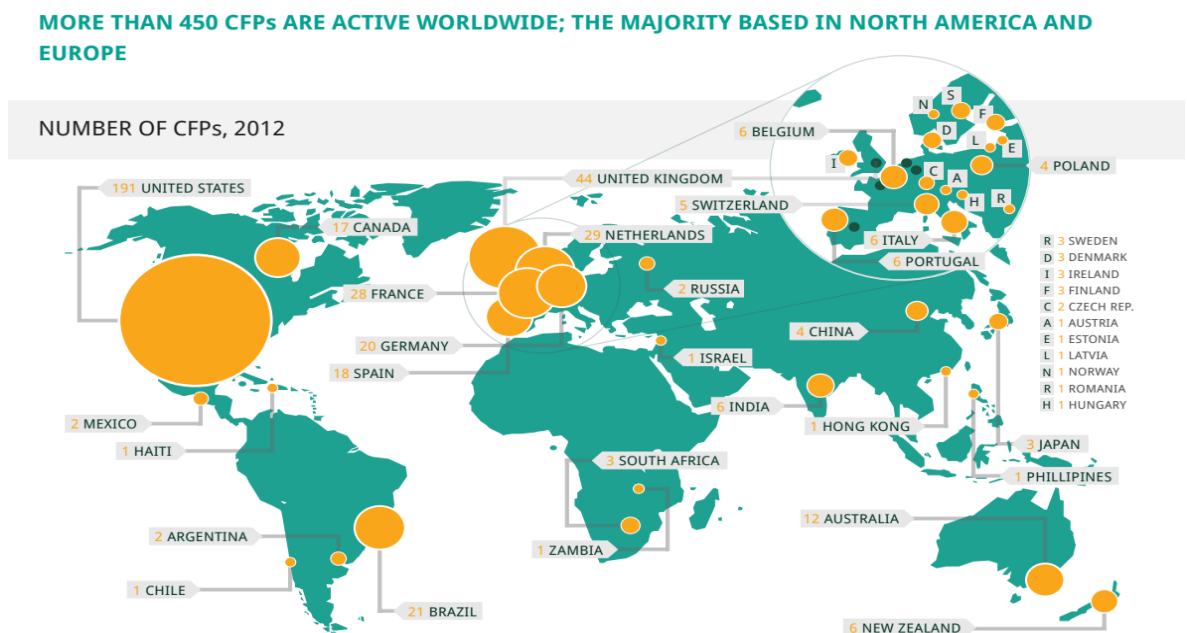 MORE THAN 450 CFPs ARE ACTIVE WORLDWIDE; THE MAJORITY BASED IN NORTH AMERICA AND
EUROPE
NUMBER OF CFPs, 2012
191 UNITED STATES
17 CANADA
44 UNITED KINGDOM
29 NETHERLANDS
28 FRANCE
20 GERMANY
18 SPAIN
2 RUSSIA
1 ISRAEL
6 BELGIUM
5 SWITZERLAND
6 ITALY
6 PORTUGAL
4 POLAND
N
S
F
D
L
E
I
C
A
H
R
R 3 SWEDEN
D 3 DENMARK
I 3 IRELAND
F 3 FINLAND
C 2 CZECH REP.
A 1 AUSTRIA
E 1 ESTONIA
L 1 LATVIA
N 1 NORWAY
R 1 ROMANIA
H 1 HUNGARY
4 CHINA
6 INDIA
1 HONG KONG
3 JAPAN
1 PHILLIPINES
2 MEXICO
1 HAITI
2 ARGENTINA
1 CHILE
21 BRAZIL
3 SOUTH AFRICA
1 ZAMBIA
12 AUSTRALIA
6 NEW ZEALAND